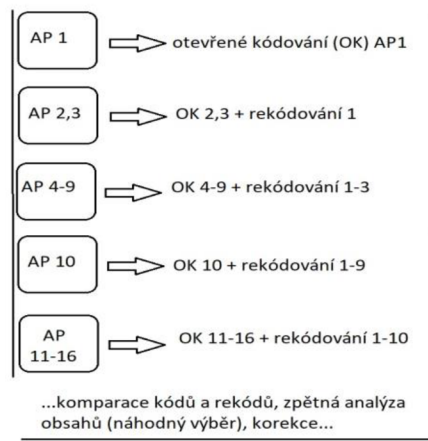 AP 1 otevřené kódování (OK) AP1
AP 2,3 OK 2,3 + rekódování 1
AP 4-9 OK 4-9 + rekódování 1-3
AP 10 OK 10 + rekódování 1-9
AP
11-16 OK 11-16 + rekódování 1-10
...komparace kódů a rekódů, zpětná analýza
obsahů (náhodný výběr), korekce...